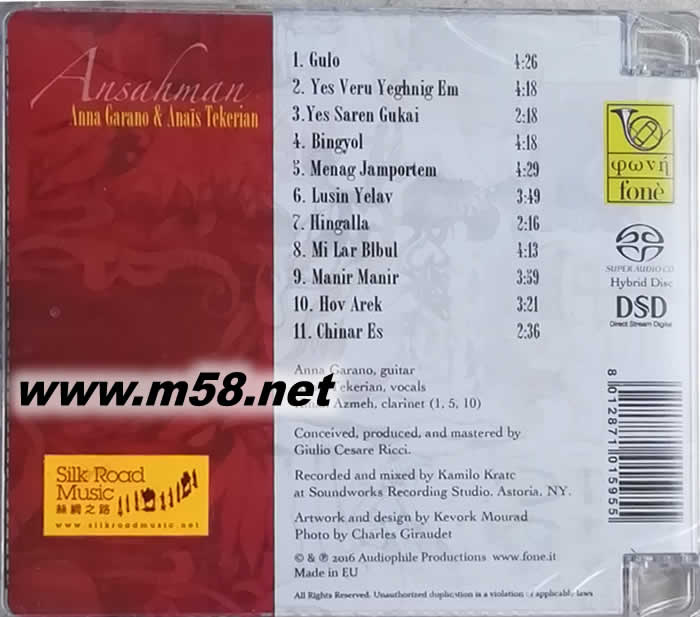 Ansahman
Anna Garano & Anaïs Tekerian
1. Gulo 4:26
2. Yes Veru Yeghnig Em 4:18
3.Yes Saren Gukai 2:18
4. Bingyol 4:18
5. Menag Jamportem 4:29
6. Lusin Yelav 3:49
7. Hingalla 2:16
8. Mi Lar Blbul 4:13
9. Manir Manir 3:59
10. Hov Arek 3:21
11. Chinar Es 2:36
φωνή
fonè
SUPER AUDIO CD
Hybrid Disc
DSD
Direct Stream Digital
Anna Garano, guitar
Tekerian, vocals
Azmeh, clarinet (1, 5, 10)
www.m58.net
Conceived, produced, and mastered by
Giulio Cesare Ricci.
Recorded and mixed by Kamilo Kratc
at Soundworks Recording Studio, Astoria, NY.
Artwork and design by Kevork Mourad
Photo by Charles Giraudet
© & ℗ 2016 Audiophile Productions www.fone.it
Made in EU
All Rights Reserved. Unauthorized duplication is a violation of applicable laws
8 012871 015955
Silk Road
Music
絲綢之路
www.silkroadmusic.net